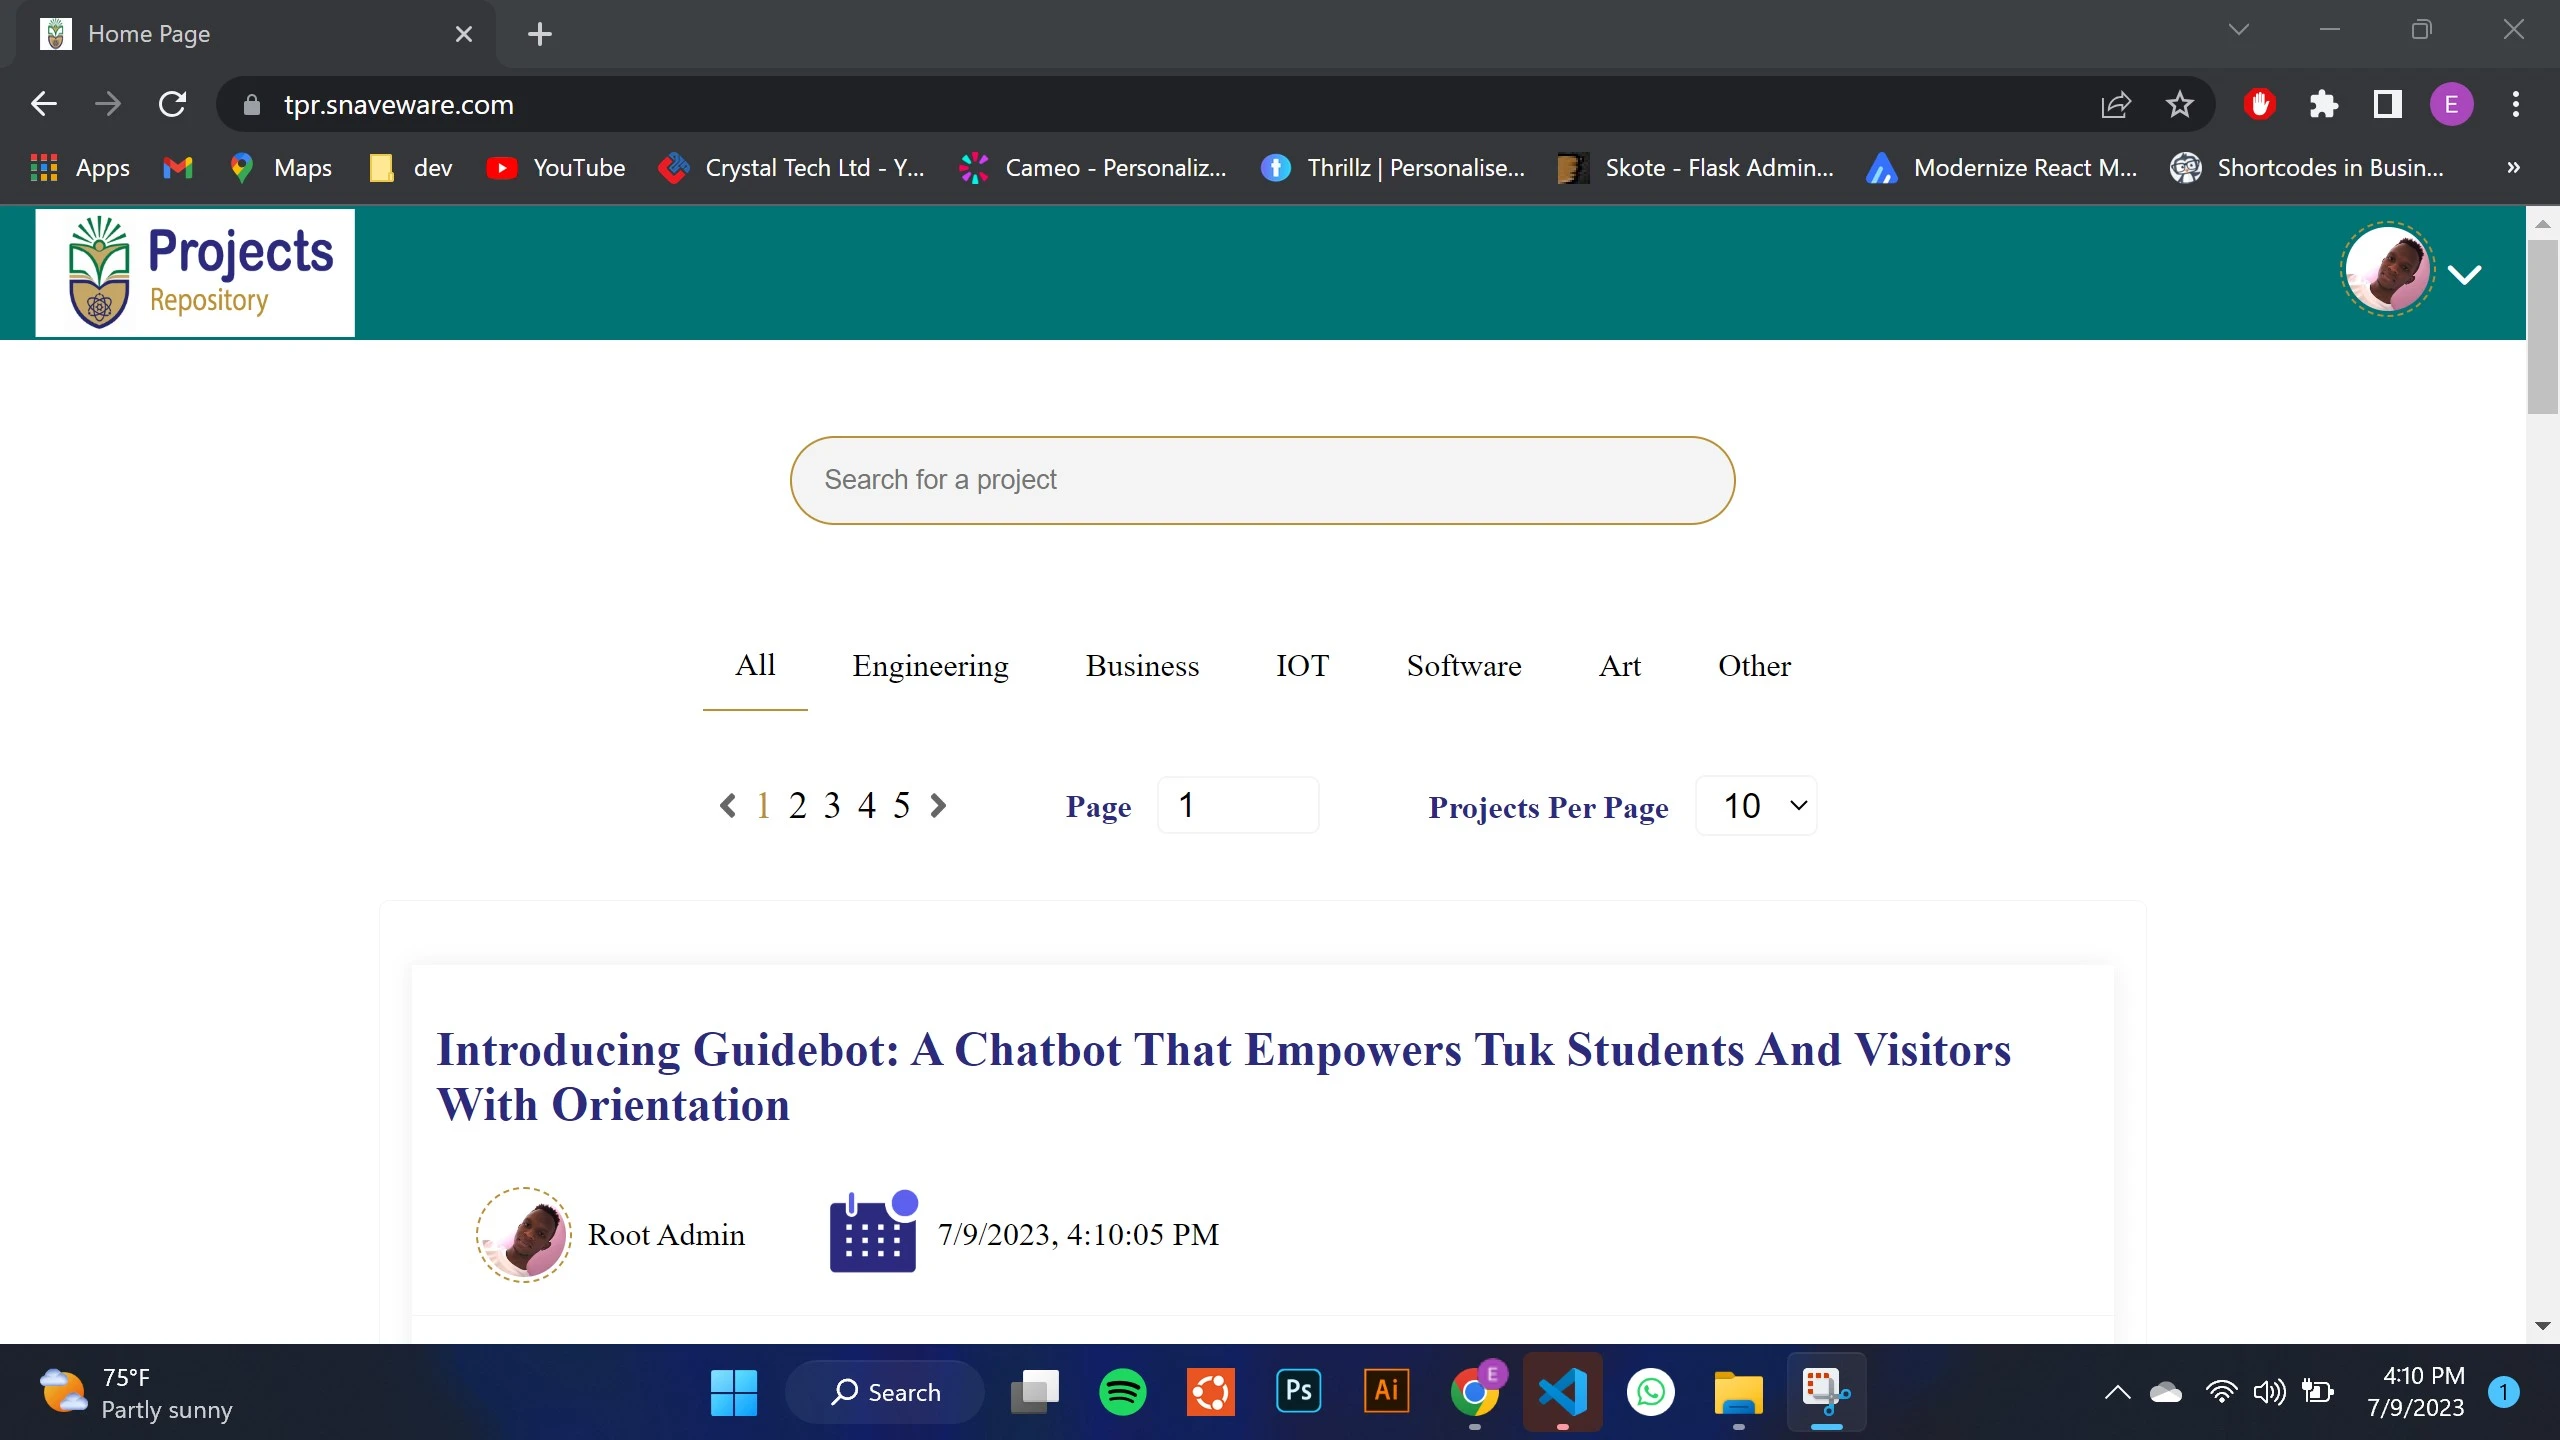 Home Page
tpr.snaveware.com
E
Apps
Maps
dev
YouTube
Crystal Tech Ltd - Y...
Cameo - Personaliz...
Thrillz | Personalise...
Skote - Flask Admin...
Modernize React M...
Shortcodes in Busin...
»
Projects
Repository
Search for a project
All
Engineering
Business
IOT
Software
Art
Other
1 2 3 4 5
Page
1
Projects Per Page
10
Introducing Guidebot: A Chatbot That Empowers Tuk Students And Visitors
With Orientation
Root Admin
7/9/2023, 4:10:05 PM
75°F
Partly sunny
Search
Ps
Ai
E
4:10 PM
7/9/2023
1